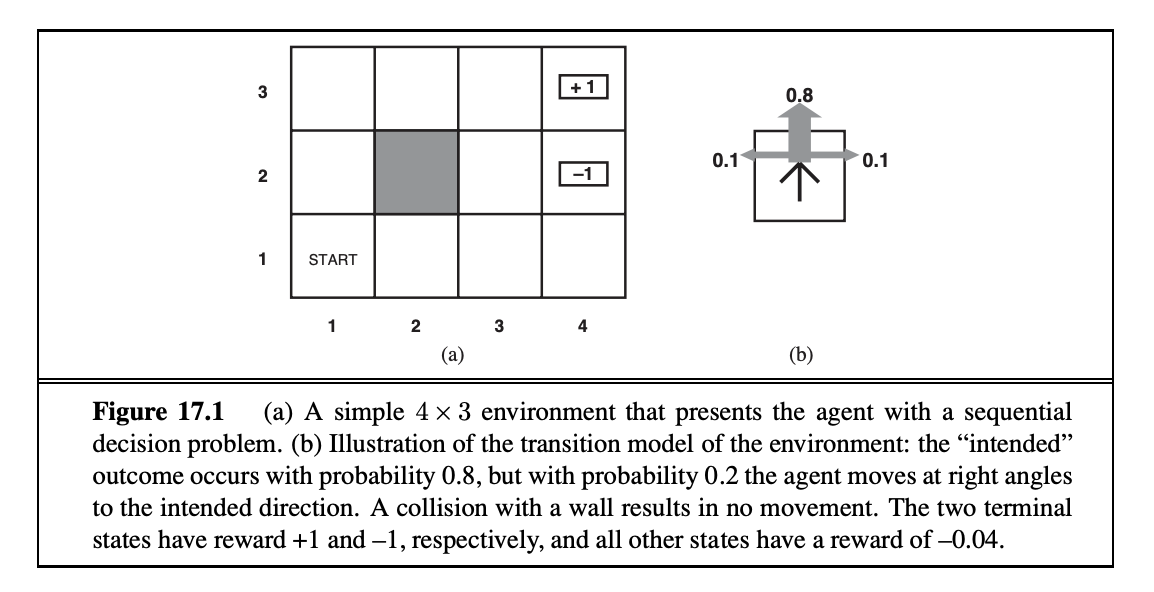 3
+ 1
2
–1
1
START
1 2 3 4
(a)
0.8
0.1
0.1
(b)
Figure 17.1 (a) A simple 4 × 3 environment that presents the agent with a sequential
decision problem. (b) Illustration of the transition model of the environment: the “intended”
outcome occurs with probability 0.8, but with probability 0.2 the agent moves at right angles
to the intended direction. A collision with a wall results in no movement. The two terminal
states have reward +1 and –1, respectively, and all other states have a reward of –0.04.